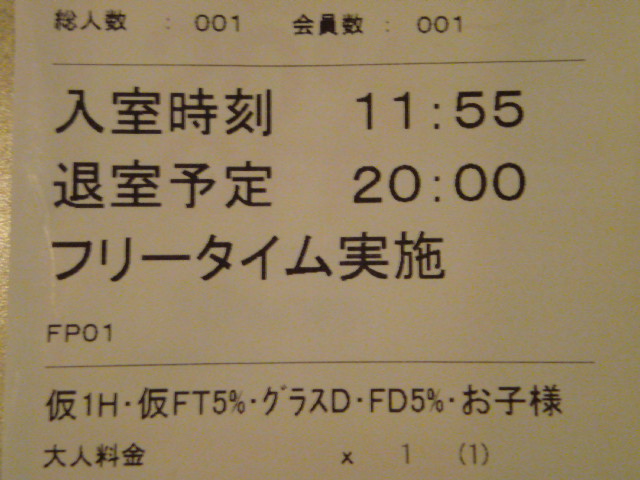 総人数 : 001 会員数 : 001
入室時刻 11:55
退室予定 20:00
フリータイム実施
FP01
仮1H・仮FT5%・グラスD・FD5%・お子様
大人料金 x 1 (1)